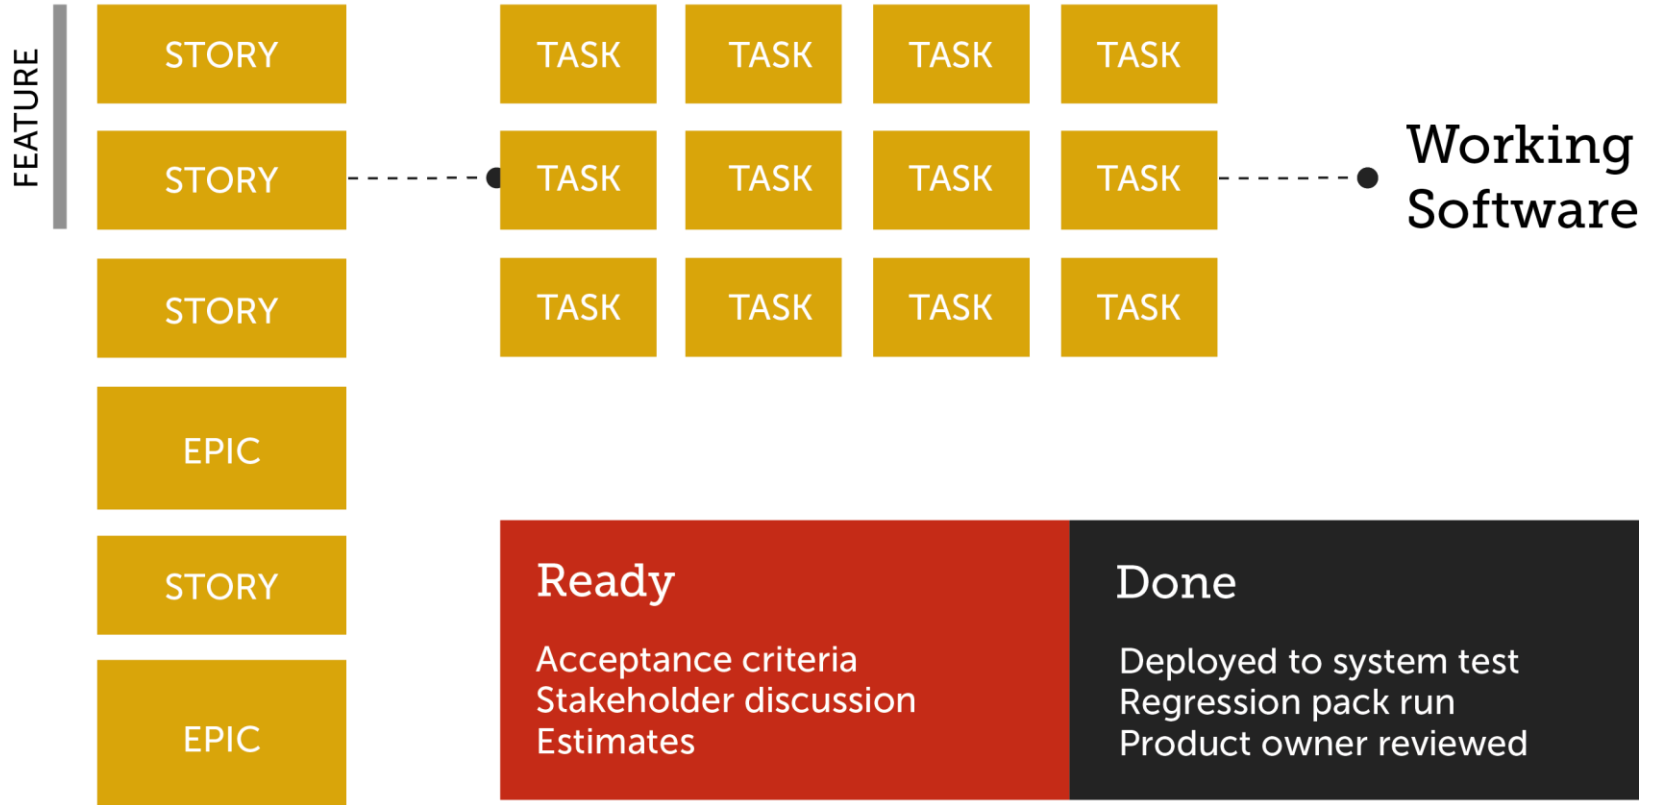 FEATURE
STORY
TASK
TASK
TASK
TASK
STORY
TASK
TASK
TASK
TASK
Working
Software
STORY
TASK
TASK
TASK
TASK
EPIC
STORY
EPIC
Ready
Acceptance criteria
Stakeholder discussion
Estimates
Done
Deployed to system test
Regression pack run
Product owner reviewed